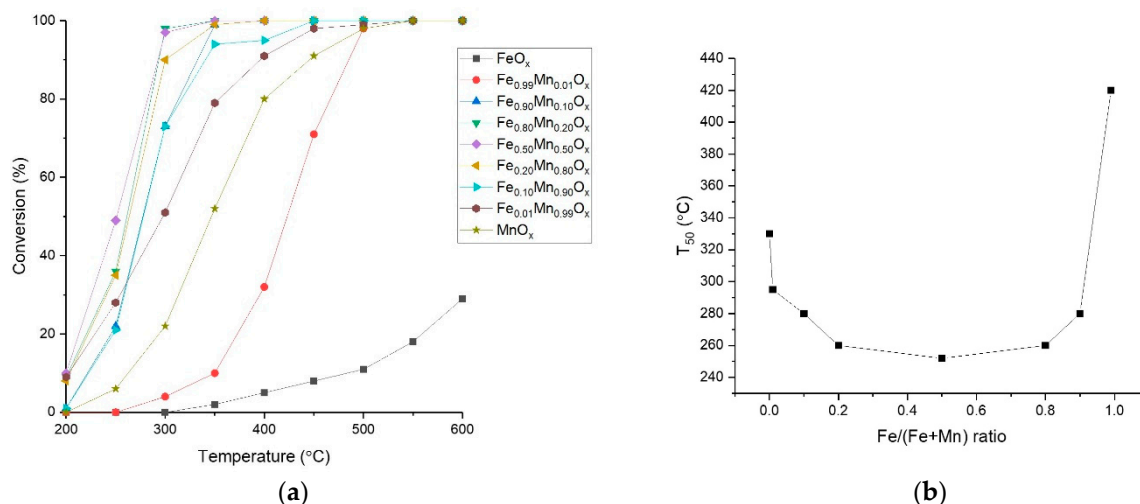 100
80
60
40
20
0
Conversion (%)
200
300
400
500
600
Temperature (°C)
FeOₓ
Fe₀.₉₉Mn₀.₀₁Oₓ
Fe₀.₉₀Mn₀.₁₀Oₓ
Fe₀.₈₀Mn₀.₂₀Oₓ
Fe₀.₅₀Mn₀.₅₀Oₓ
Fe₀.₂₀Mn₀.₈₀Oₓ
Fe₀.₁₀Mn₀.₉₀Oₓ
Fe₀.₀₁Mn₀.₉₉Oₓ
MnOₓ
(a)
440
420
400
380
360
340
320
300
280
260
240
T₅₀ (°C)
0.0
0.2
0.4
0.6
0.8
1.0
Fe/(Fe+Mn) ratio
(b)